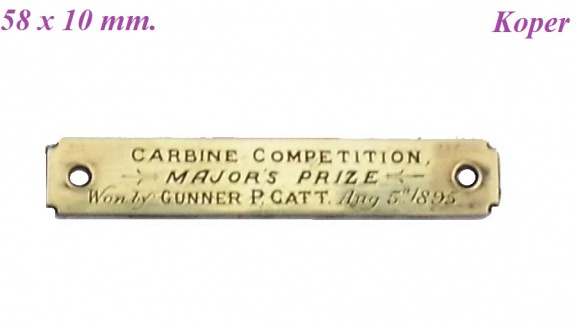 58 x 10 mm.
Koper
CARBINE COMPETITION,
MAJOR'S PRIZE
Won by GUNNER P. CATT. Aug 5th 1895